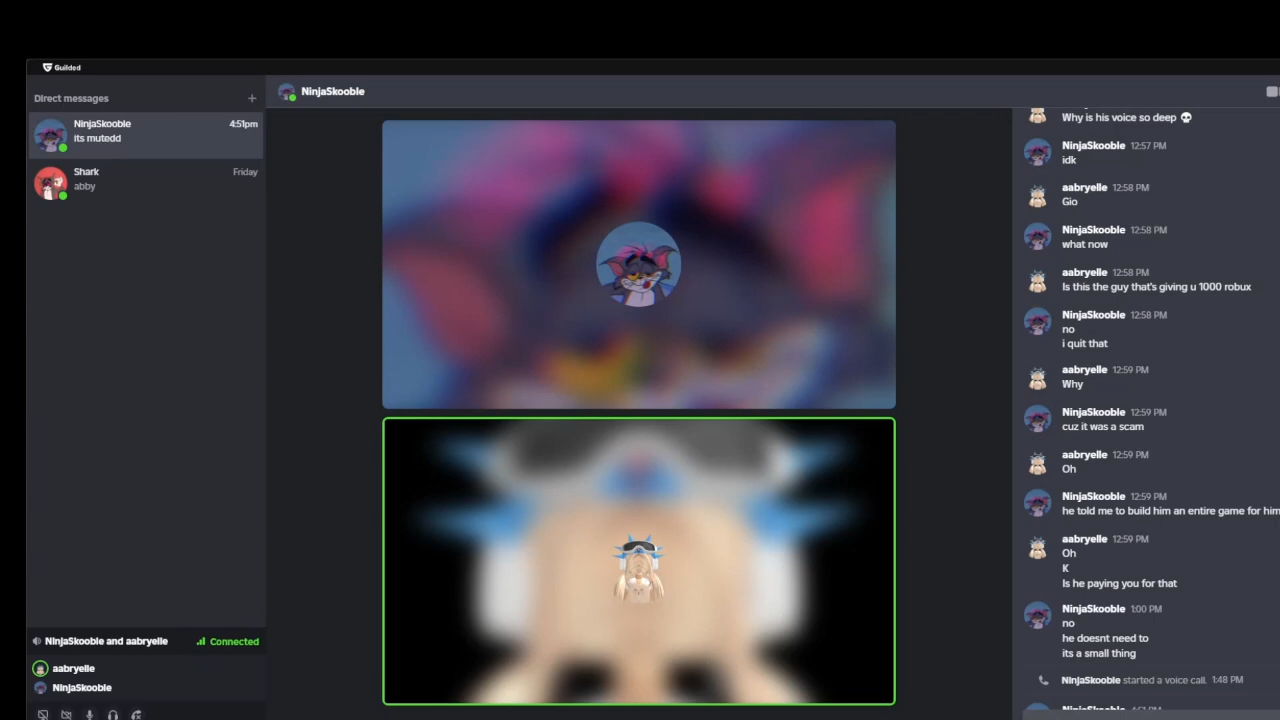 Guilded
Direct messages
NinjaSkooble 4:51pm
its mutedd
Shark Friday
abby
NinjaSkooble and aabryelle Connected
aabryelle
NinjaSkooble
NinjaSkooble
Why is his voice so deep 💀
NinjaSkooble 12:57 PM
idk
aabryelle 12:58 PM
Gio
NinjaSkooble 12:58 PM
what now
aabryelle 12:58 PM
Is this the guy that's giving u 1000 robux
NinjaSkooble 12:58 PM
no
i quit that
aabryelle 12:59 PM
Why
NinjaSkooble 12:59 PM
cuz it was a scam
aabryelle 12:59 PM
Oh
NinjaSkooble 12:59 PM
he told me to build him an entire game for him
aabryelle 12:59 PM
Oh
K
Is he paying you for that
NinjaSkooble 1:00 PM
no
he doesnt need to
its a small thing
NinjaSkooble started a voice call. 1:48 PM
NinjaSkooble 4:51 PM